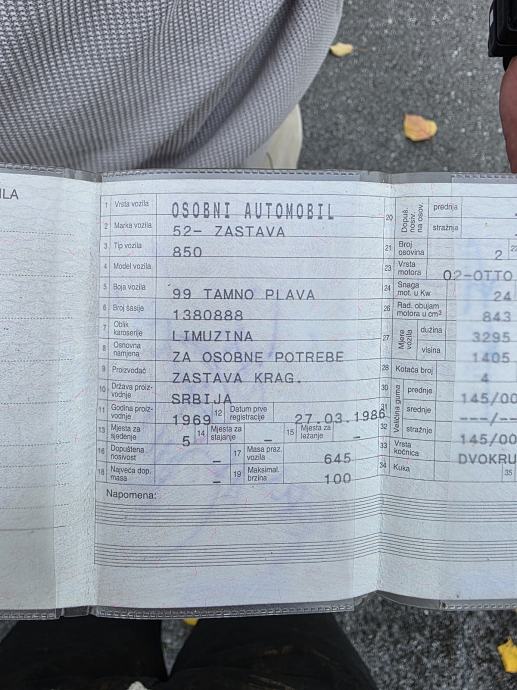 ILA
1 Vrsta vozila OSOBNI AUTOMOBIL
2 Marka vozila 52- ZASTAVA
3 Tip vozila 850
4 Model vozila
5 Boja vozila 99 TAMNO PLAVA
6 Broj šasije 1380888
7 Oblik karoserije LIMUZINA
8 Osnovna namjena ZA OSOBNE POTREBE
9 Proizvođač ZASTAVA KRAG.
10 Država proizvodnje SRBIJA
11 Godina proizvodnje 1969 12 Datum prve registracije 27.03.1986
13 Mjesta za sjedenje 5 14 Mjesta za stajanje - 15 Mjesta za ležanje -
16 Dopuštena nosivost - 17 Masa praz. vozila 645
18 Najveća dop. masa - 19 Maksimal. brzina 100
Napomena:
20 Dopuš. nosiv. na osov. prednja
stražnja
21 Broj osovina 2 22
23 Vrsta motora 02-OTTO
24 Snaga mot. u Kw 24
26 Rad. obujam motora u cm³ 843
27 Mjere vozila dužina 3295
visina 1405
28 Kotača broj 4
30 Veličina guma prednje 145/00
31 srednje ---/--
32 stražnje 145/00
33 Vrsta kočnica DVOKRU
34 Kuka 35